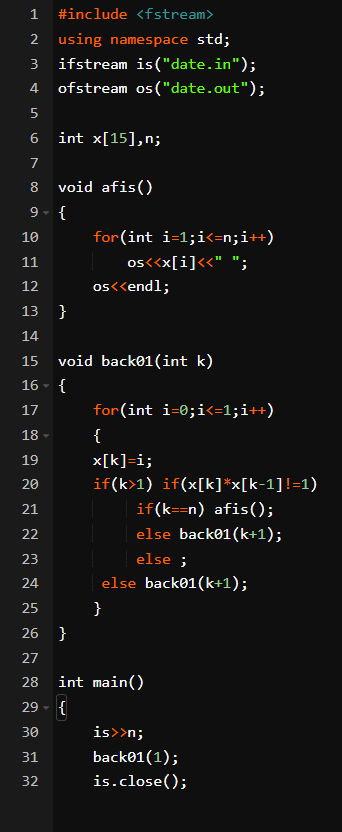 1 #include <fstream>
2 using namespace std;
3 ifstream is("date.in");
4 ofstream os("date.out");
5
6 int x[15],n;
7
8 void afis()
9 {
10     for(int i=1;i<=n;i++)
11         os<<x[i]<<" ";
12     os<<endl;
13 }
14
15 void back01(int k)
16 {
17     for(int i=0;i<=1;i++)
18     {
19     x[k]=i;
20     if(k>1) if(x[k]*x[k-1]!=1)
21          if(k==n) afis();
22          else back01(k+1);
23          else ;
24      else back01(k+1);
25     }
26 }
27
28 int main()
29 {
30     is>>n;
31     back01(1);
32     is.close();